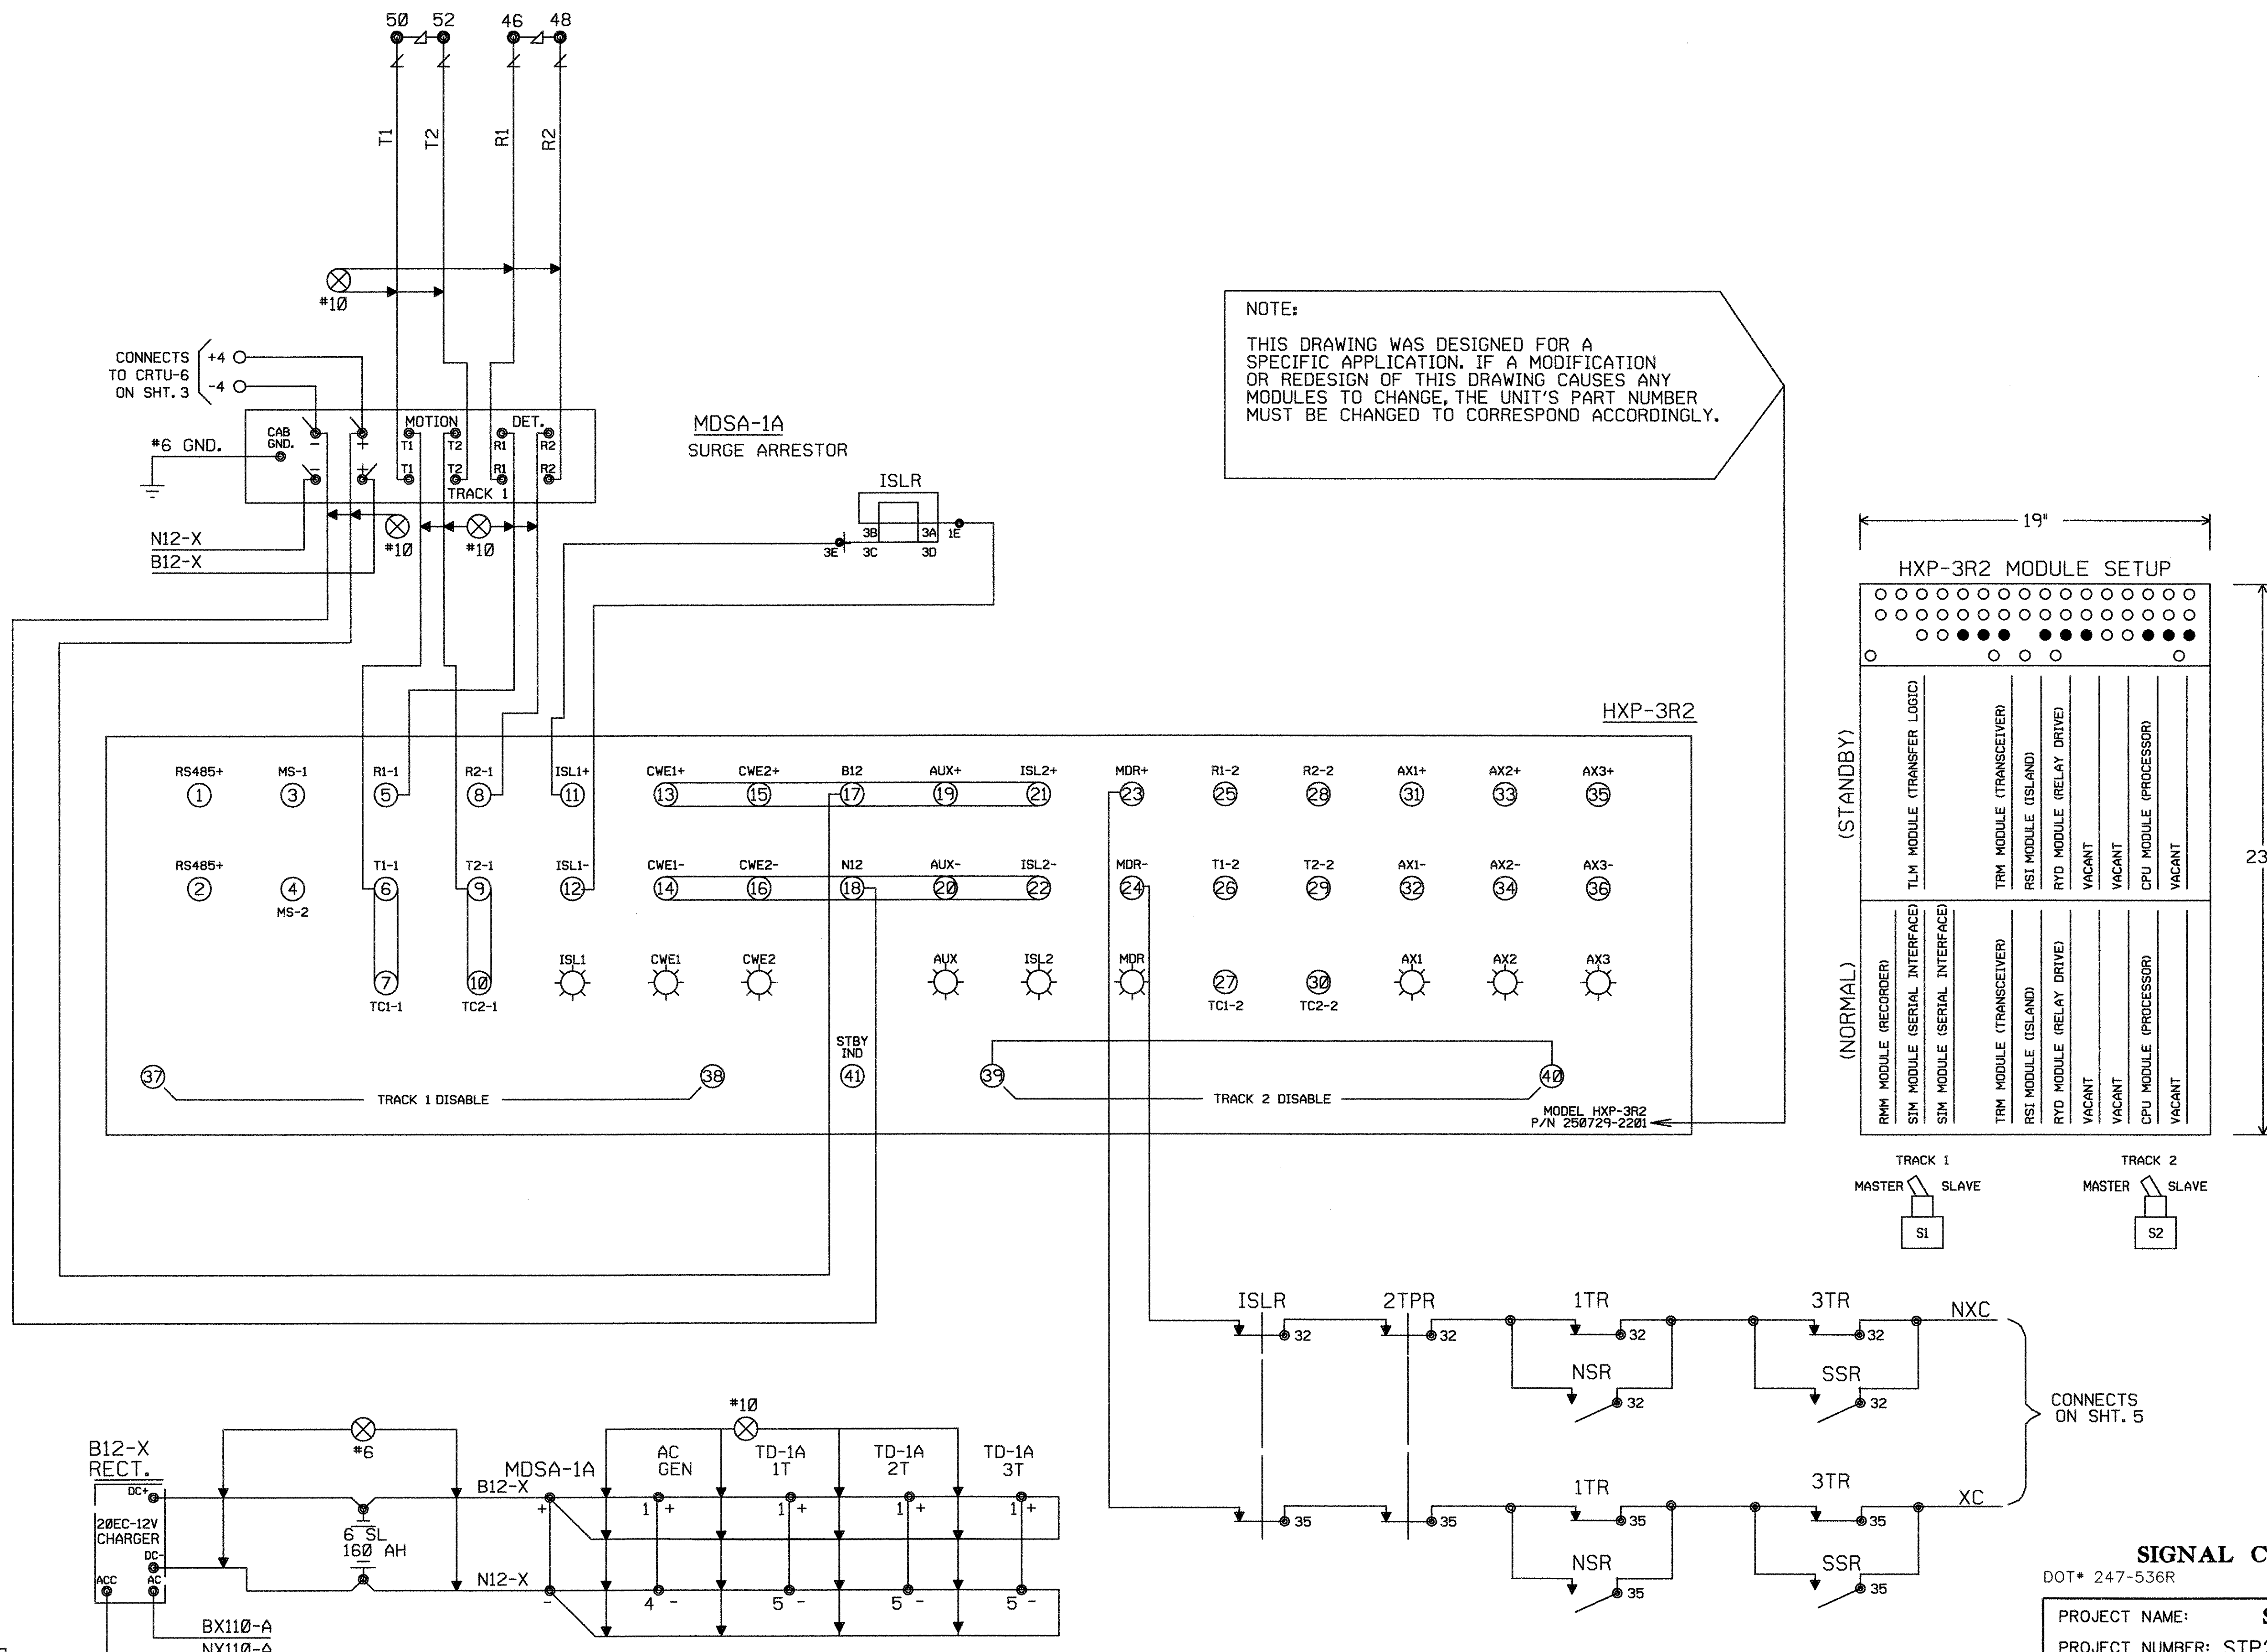 50 52 46 48
T1 T2 R1 R2
#10
CONNECTS
TO CRTU-6
ON SHT.3
+4
-4
#6 GND.
CAB
GND.
- + MOTION DET.
T1 T2 R1 R2
- + T1 T2 R1 R2
TRACK 1
MDSA-1A
SURGE ARRESTOR
#10 #10
N12-X
B12-X
ISLR
3B 3A 1E
3E 3C 3D
NOTE:
THIS DRAWING WAS DESIGNED FOR A
SPECIFIC APPLICATION. IF A MODIFICATION
OR REDESIGN OF THIS DRAWING CAUSES ANY
MODULES TO CHANGE, THE UNIT'S PART NUMBER
MUST BE CHANGED TO CORRESPOND ACCORDINGLY.
HXP-3R2
RS485+ MS-1 R1-1 R2-1 ISL1+ CWE1+ CWE2+ B12 AUX+ ISL2+ MDR+ R1-2 R2-2 AX1+ AX2+ AX3+
1 3 5 8 11 13 15 17 19 21 23 25 28 31 33 35
RS485+ T1-1 T2-1 ISL1- CWE1- CWE2- N12 AUX- ISL2- MDR- T1-2 T2-2 AX1- AX2- AX3-
2 4 6 9 12 14 16 18 20 22 24 26 29 32 34 36
MS-2
ISL1 CWE1 CWE2 AUX ISL2 MDR AX1 AX2 AX3
7 10 27 30
TC1-1 TC2-1 TC1-2 TC2-2
STBY
IND
37 38 41 39 40
TRACK 1 DISABLE
TRACK 2 DISABLE
MODEL HXP-3R2
P/N 250729-2201
19"
HXP-3R2 MODULE SETUP
23
(STANDBY)
TLM MODULE (TRANSFER LOGIC)
TRM MODULE (TRANSCEIVER)
RSI MODULE (ISLAND)
RYD MODULE (RELAY DRIVE)
VACANT
VACANT
CPU MODULE (PROCESSOR)
VACANT
(NORMAL)
RMM MODULE (RECORDER)
SIM MODULE (SERIAL INTERFACE)
SIM MODULE (SERIAL INTERFACE)
TRM MODULE (TRANSCEIVER)
RSI MODULE (ISLAND)
RYD MODULE (RELAY DRIVE)
VACANT
VACANT
CPU MODULE (PROCESSOR)
VACANT
TRACK 1
MASTER SLAVE
S1
TRACK 2
MASTER SLAVE
S2
ISLR 2TPR 1TR 3TR NXC
32 32 32 32
NSR SSR
32 32
CONNECTS
ON SHT. 5
1TR 3TR XC
35 35 35 35
NSR SSR
35 35
B12-X
RECT.
DC+
20EC-12V
CHARGER
DC-
ACC AC
BX110-A
NX110-A
#6
6 SL
160 AH
#10
MDSA-1A
AC
GEN
TD-1A
1T
TD-1A
2T
TD-1A
3T
B12-X
+ 1 + 1 + 1 + 1 +
N12-X
- 4 - 5 - 5 - 5 -
SIGNAL C
DOT# 247-536R
PROJECT NAME: S
PROJECT NUMBER: